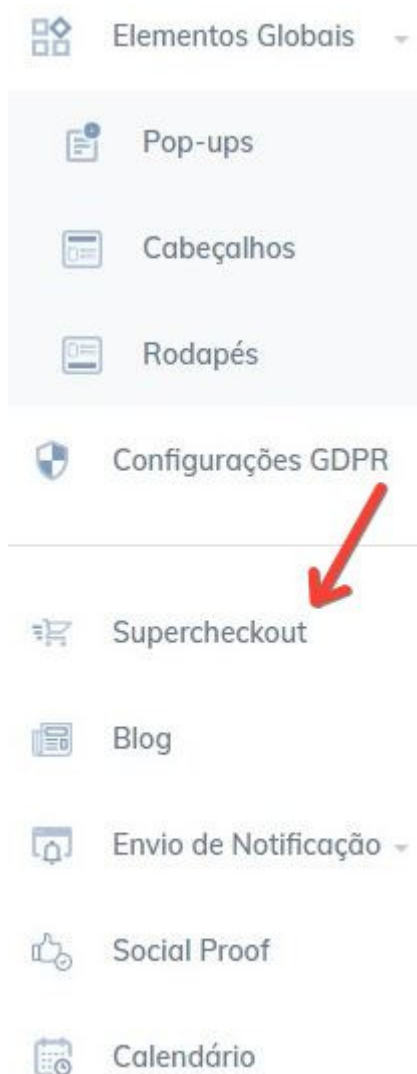 Elementos Globais
Pop-ups
Cabeçalhos
Rodapés
Configurações GDPR
Supercheckout
Blog
Envio de Notificação
Social Proof
Calendário